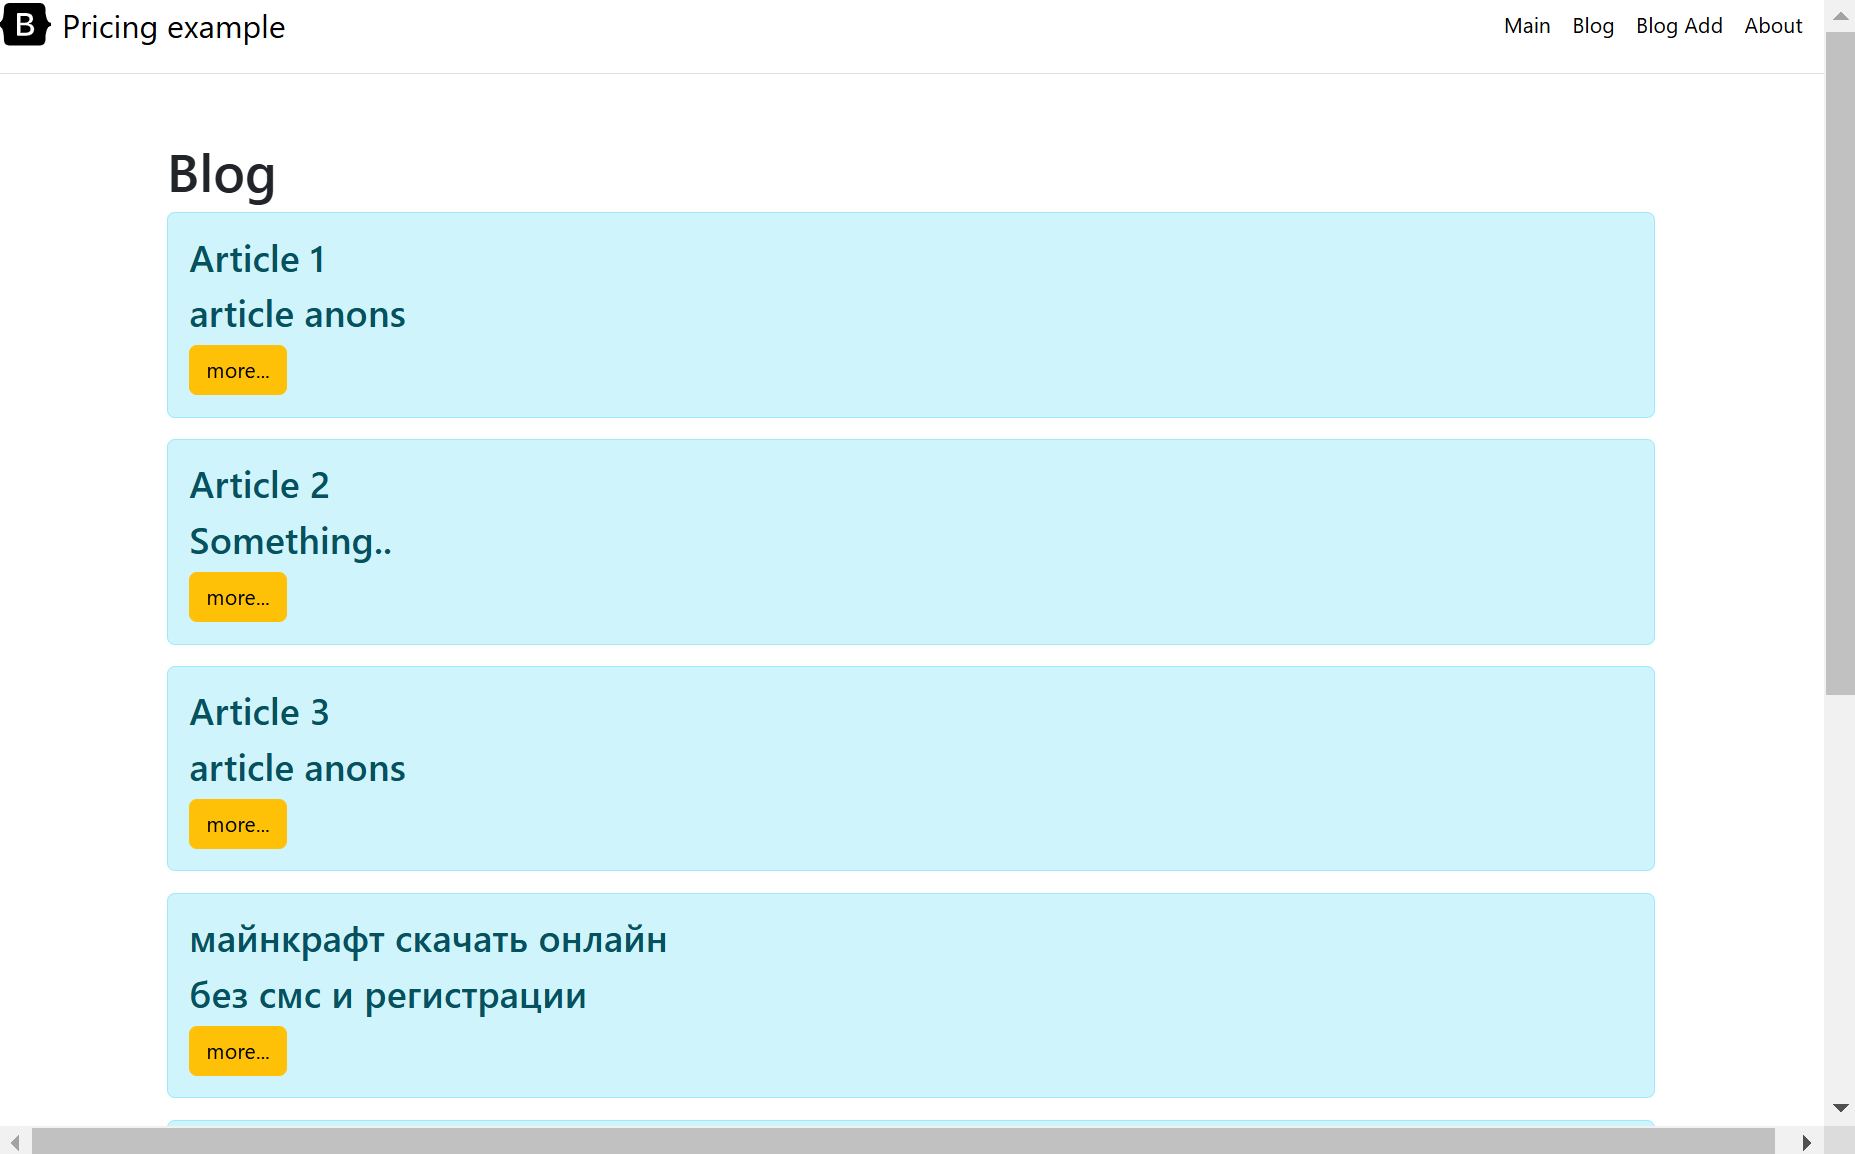 B Pricing example
Main Blog Blog Add About
Blog
Article 1
article anons
more...
Article 2
Something..
more...
Article 3
article anons
more...
майнкрафт скачать онлайн
без смс и регистрации
more...